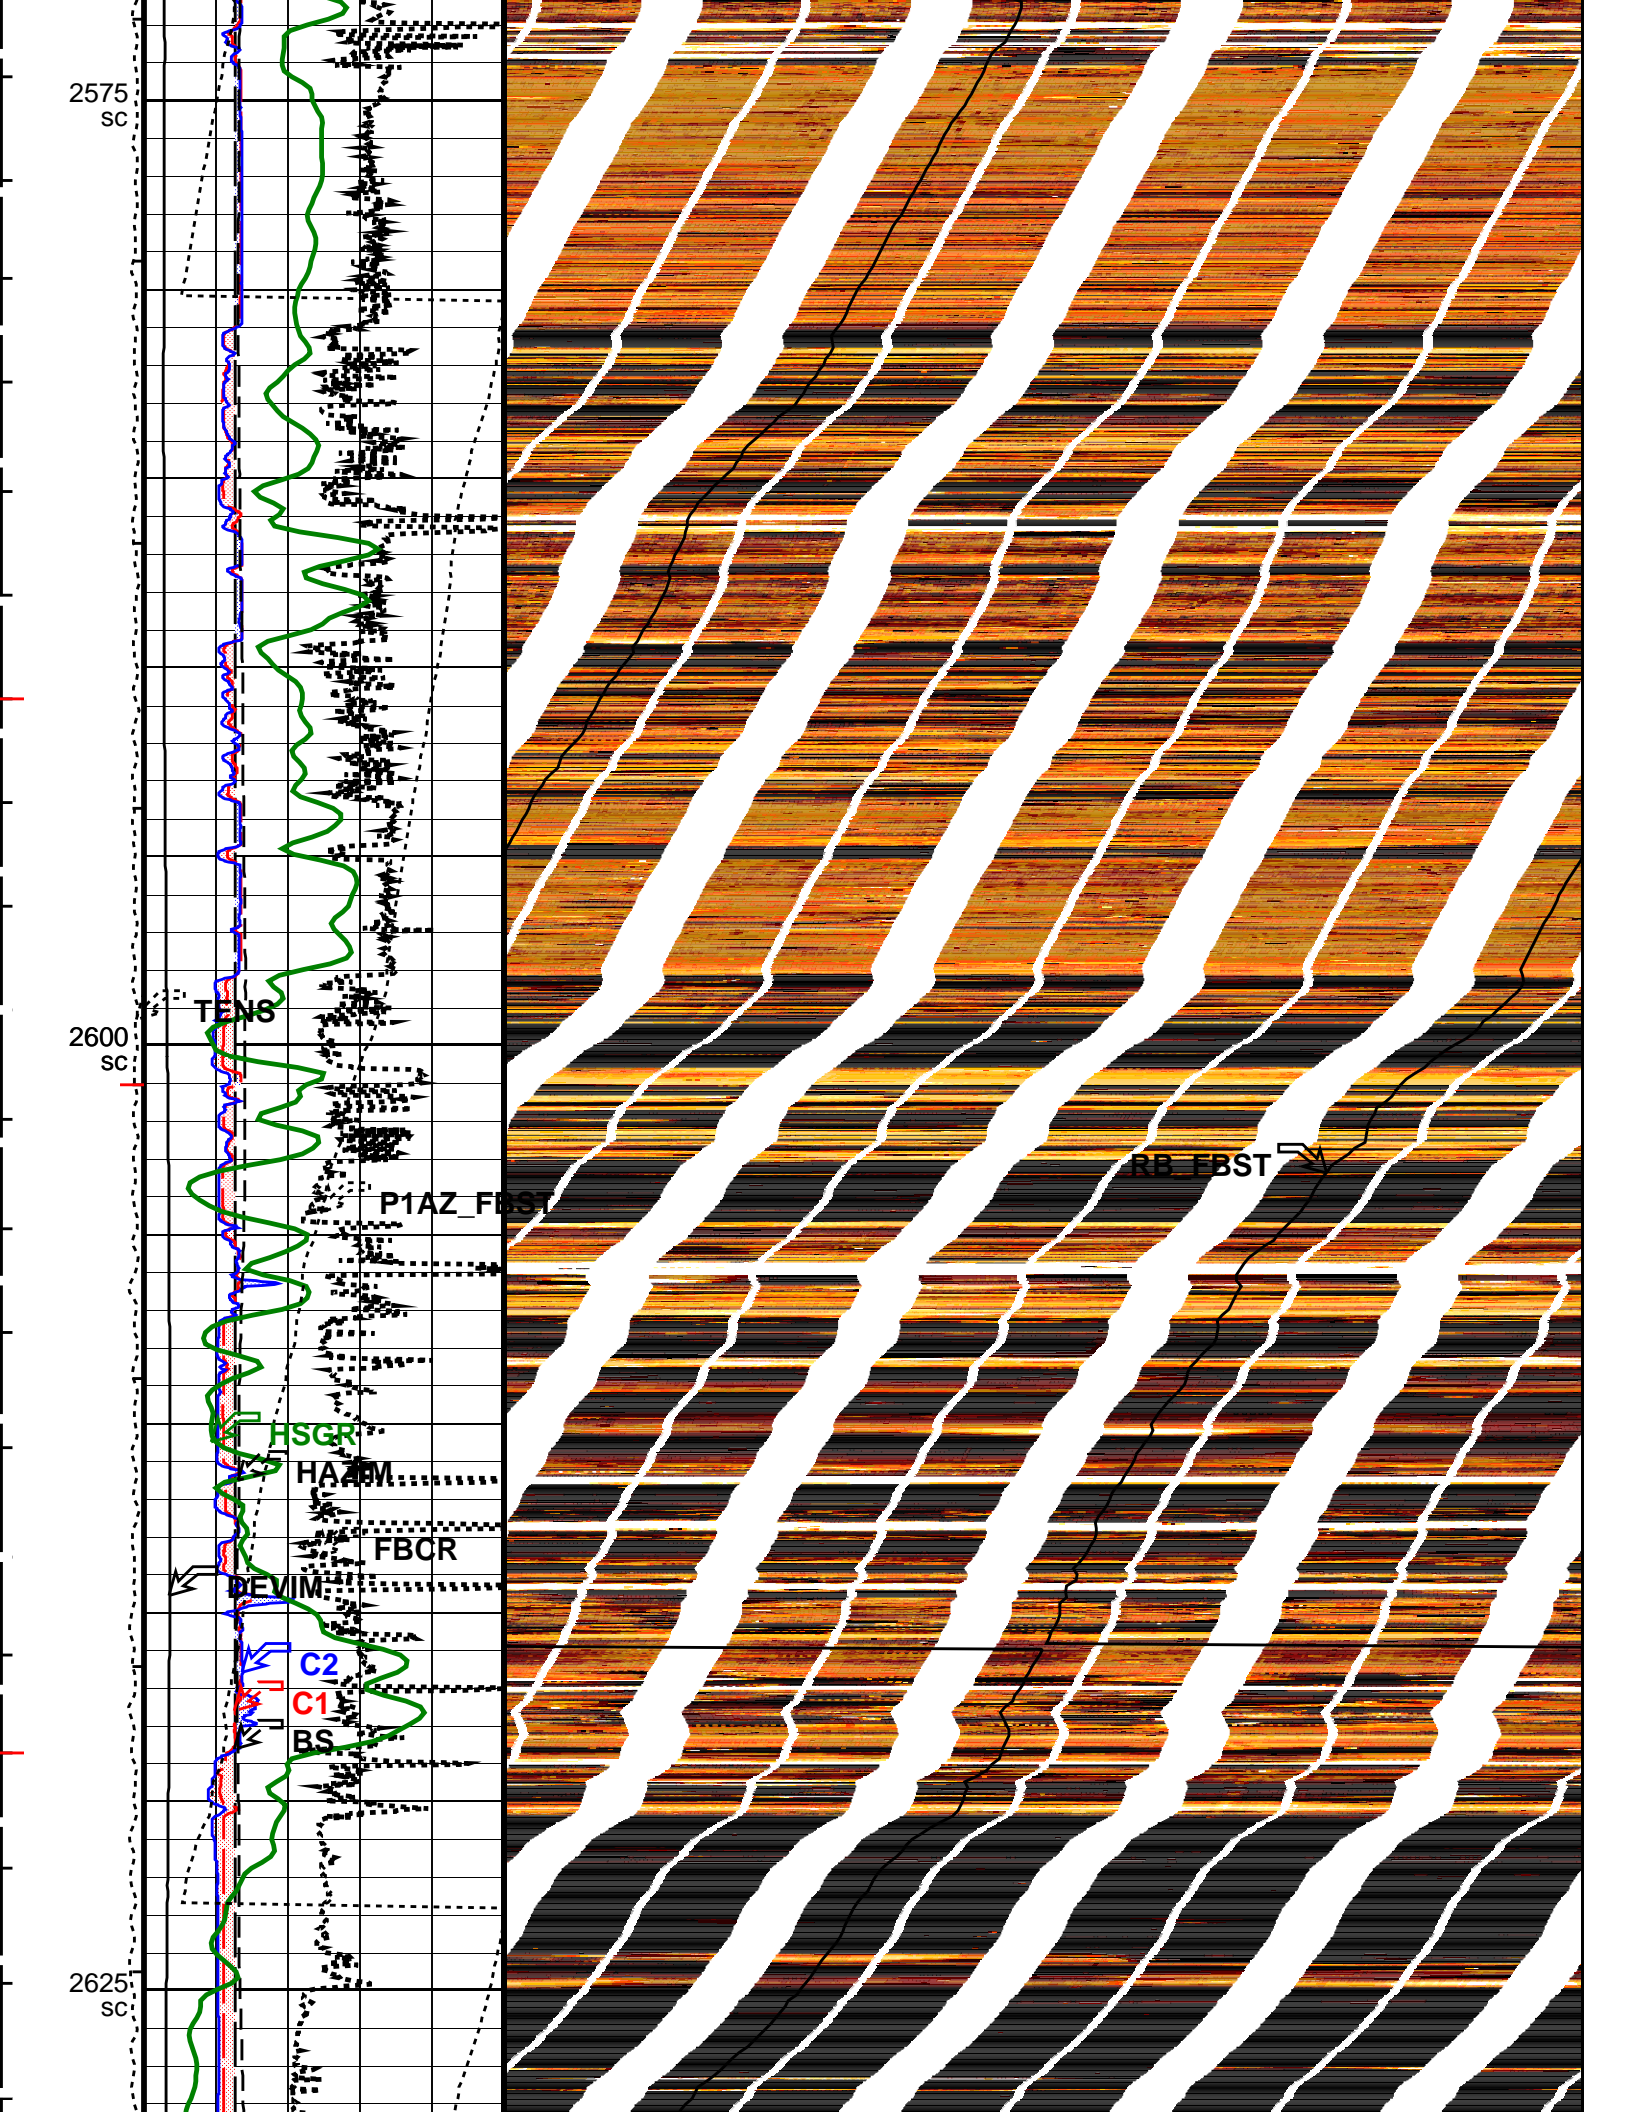 2575
SC
TENS
2600
SC
RB_FBST
P1AZ_FBST
HSGR
HAZIM
FBCR
DEVIM
C2
C1
BS
2625
SC